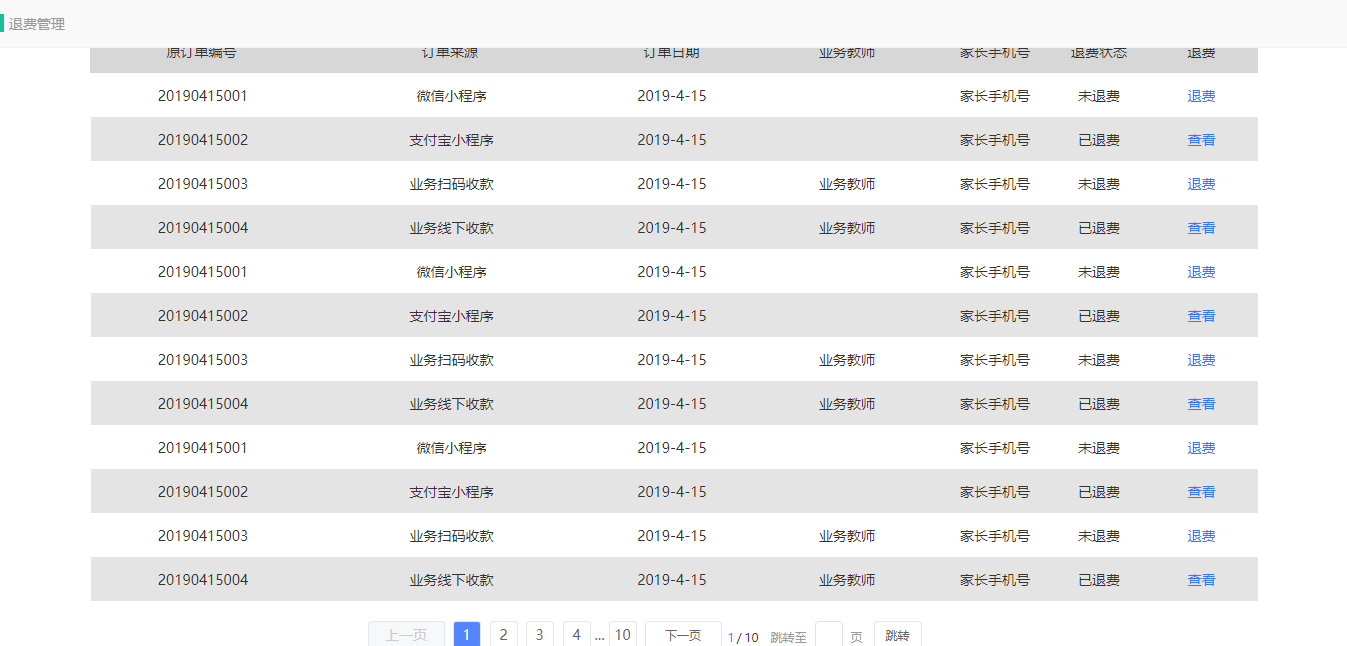 退费管理
原订单编号 订单来源 订单日期 业务教师 家长手机号 退费状态 退费
20190415001 微信小程序 2019-4-15 家长手机号 未退费 退费
20190415002 支付宝小程序 2019-4-15 家长手机号 已退费 查看
20190415003 业务扫码收款 2019-4-15 业务教师 家长手机号 未退费 退费
20190415004 业务线下收款 2019-4-15 业务教师 家长手机号 已退费 查看
20190415001 微信小程序 2019-4-15 家长手机号 未退费 退费
20190415002 支付宝小程序 2019-4-15 家长手机号 已退费 查看
20190415003 业务扫码收款 2019-4-15 业务教师 家长手机号 未退费 退费
20190415004 业务线下收款 2019-4-15 业务教师 家长手机号 已退费 查看
20190415001 微信小程序 2019-4-15 家长手机号 未退费 退费
20190415002 支付宝小程序 2019-4-15 家长手机号 已退费 查看
20190415003 业务扫码收款 2019-4-15 业务教师 家长手机号 未退费 退费
20190415004 业务线下收款 2019-4-15 业务教师 家长手机号 已退费 查看
上一页 1 2 3 4 ... 10 下一页 1 / 10 跳转至 页 跳转